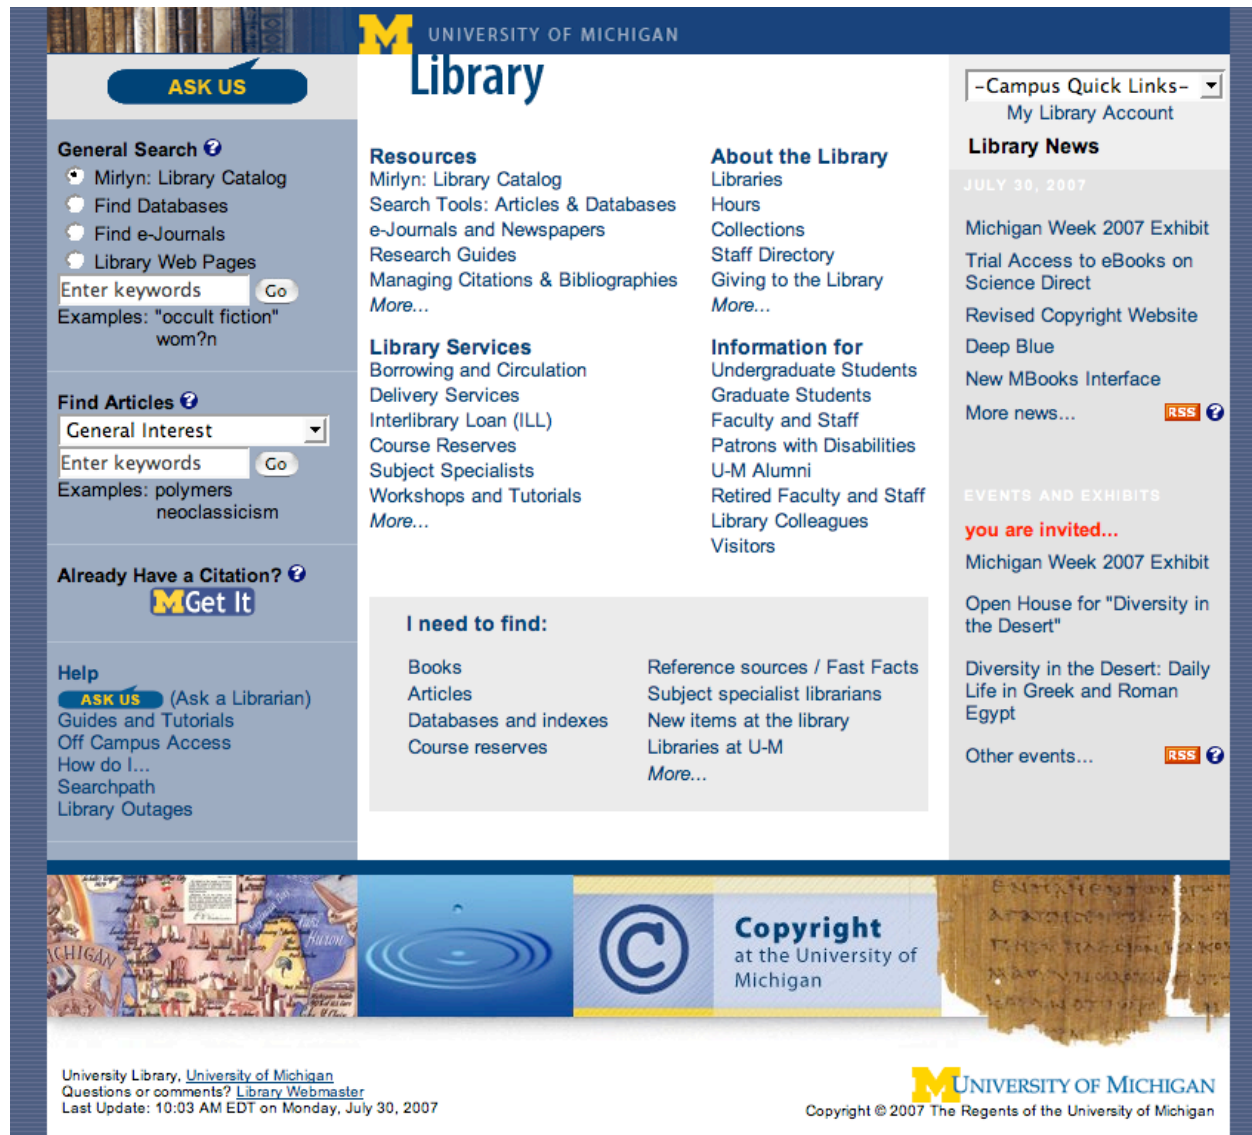 M UNIVERSITY OF MICHIGAN
Library
ASK US
General Search ?
Mirlyn: Library Catalog
Find Databases
Find e-Journals
Library Web Pages
Enter keywords Go
Examples: "occult fiction"
wom?n
Find Articles ?
General Interest
Enter keywords Go
Examples: polymers
neoclassicism
Already Have a Citation? ?
MGet It
Help
ASK US (Ask a Librarian)
Guides and Tutorials
Off Campus Access
How do I...
Searchpath
Library Outages
Resources
Mirlyn: Library Catalog
Search Tools: Articles & Databases
e-Journals and Newspapers
Research Guides
Managing Citations & Bibliographies
More...
Library Services
Borrowing and Circulation
Delivery Services
Interlibrary Loan (ILL)
Course Reserves
Subject Specialists
Workshops and Tutorials
More...
About the Library
Libraries
Hours
Collections
Staff Directory
Giving to the Library
More...
Information for
Undergraduate Students
Graduate Students
Faculty and Staff
Patrons with Disabilities
U-M Alumni
Retired Faculty and Staff
Library Colleagues
Visitors
I need to find:
Books
Articles
Databases and indexes
Course reserves
Reference sources / Fast Facts
Subject specialist librarians
New items at the library
Libraries at U-M
More...
-Campus Quick Links-
My Library Account
Library News
JULY 30, 2007
Michigan Week 2007 Exhibit
Trial Access to eBooks on
Science Direct
Revised Copyright Website
Deep Blue
New MBooks Interface
More news... RSS ?
EVENTS AND EXHIBITS
you are invited...
Michigan Week 2007 Exhibit
Open House for "Diversity in
the Desert"
Diversity in the Desert: Daily
Life in Greek and Roman
Egypt
Other events... RSS ?
Huron
© Copyright
at the University of
Michigan
University Library, University of Michigan
Questions or comments? Library Webmaster
Last Update: 10:03 AM EDT on Monday, July 30, 2007
M UNIVERSITY OF MICHIGAN
Copyright © 2007 The Regents of the University of Michigan